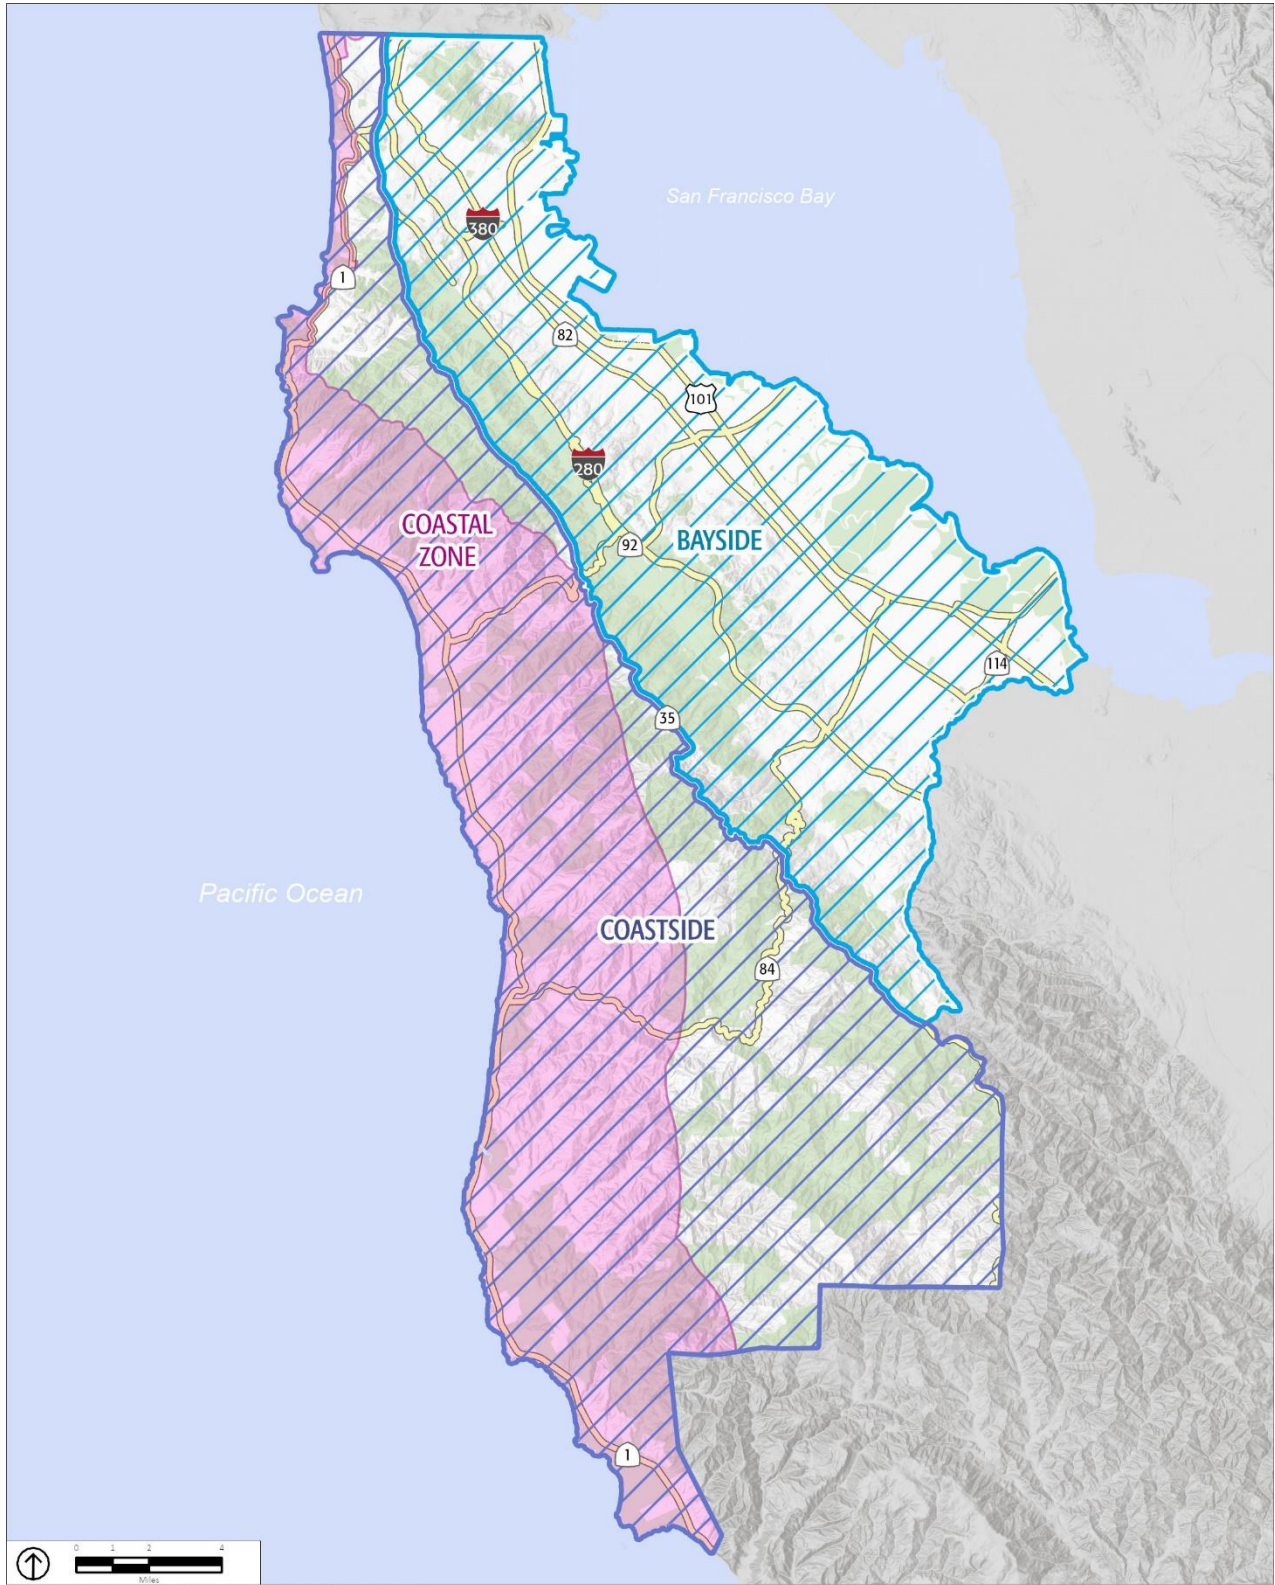 San Francisco Bay
380
1
82
101
280
COASTAL
ZONE
92
BAYSIDE
114
35
Pacific Ocean
COASTSIDE
84
1
0 1 2 4
Miles